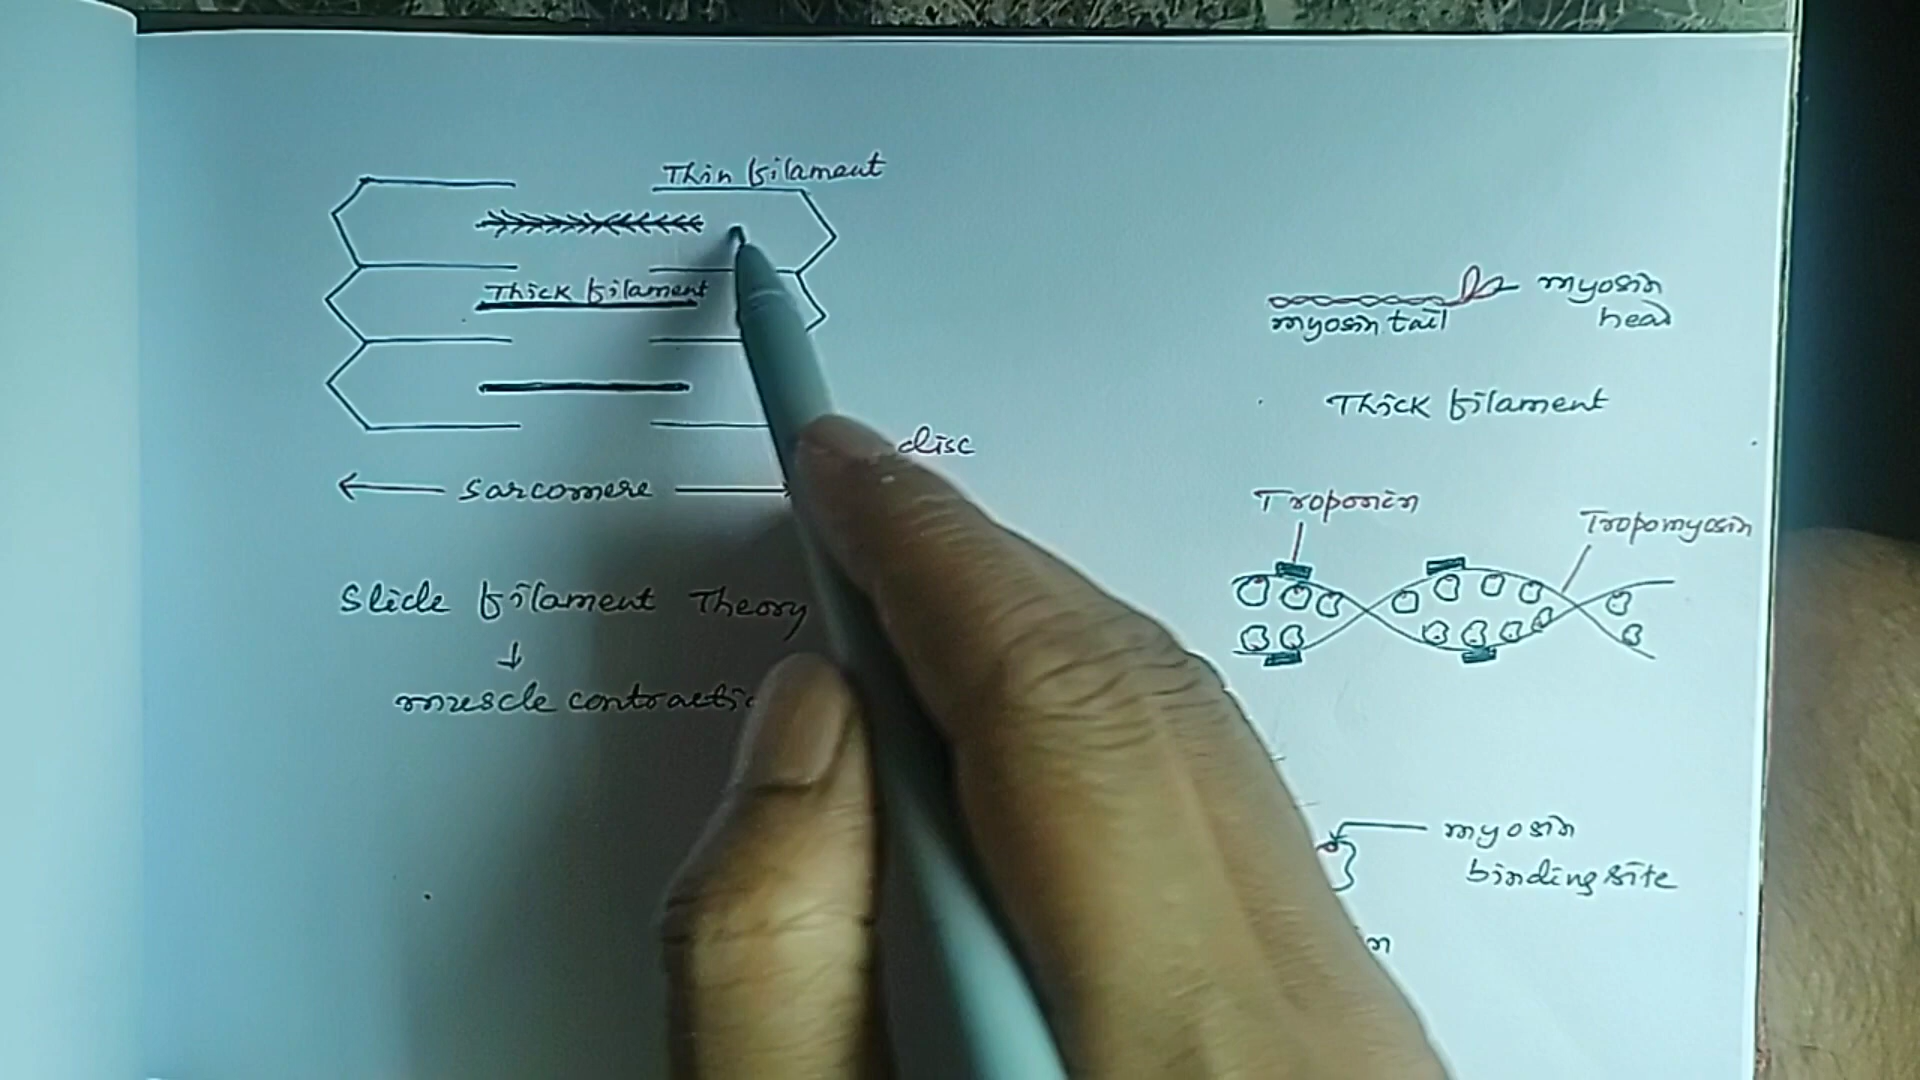 Thin filament
Thick filament
disc
sarcomere
Slide filament Theory
muscle contractio
myosin
head
myosin tail
Thick filament
Troponin
Tropomyosin
myosin
binding site
n